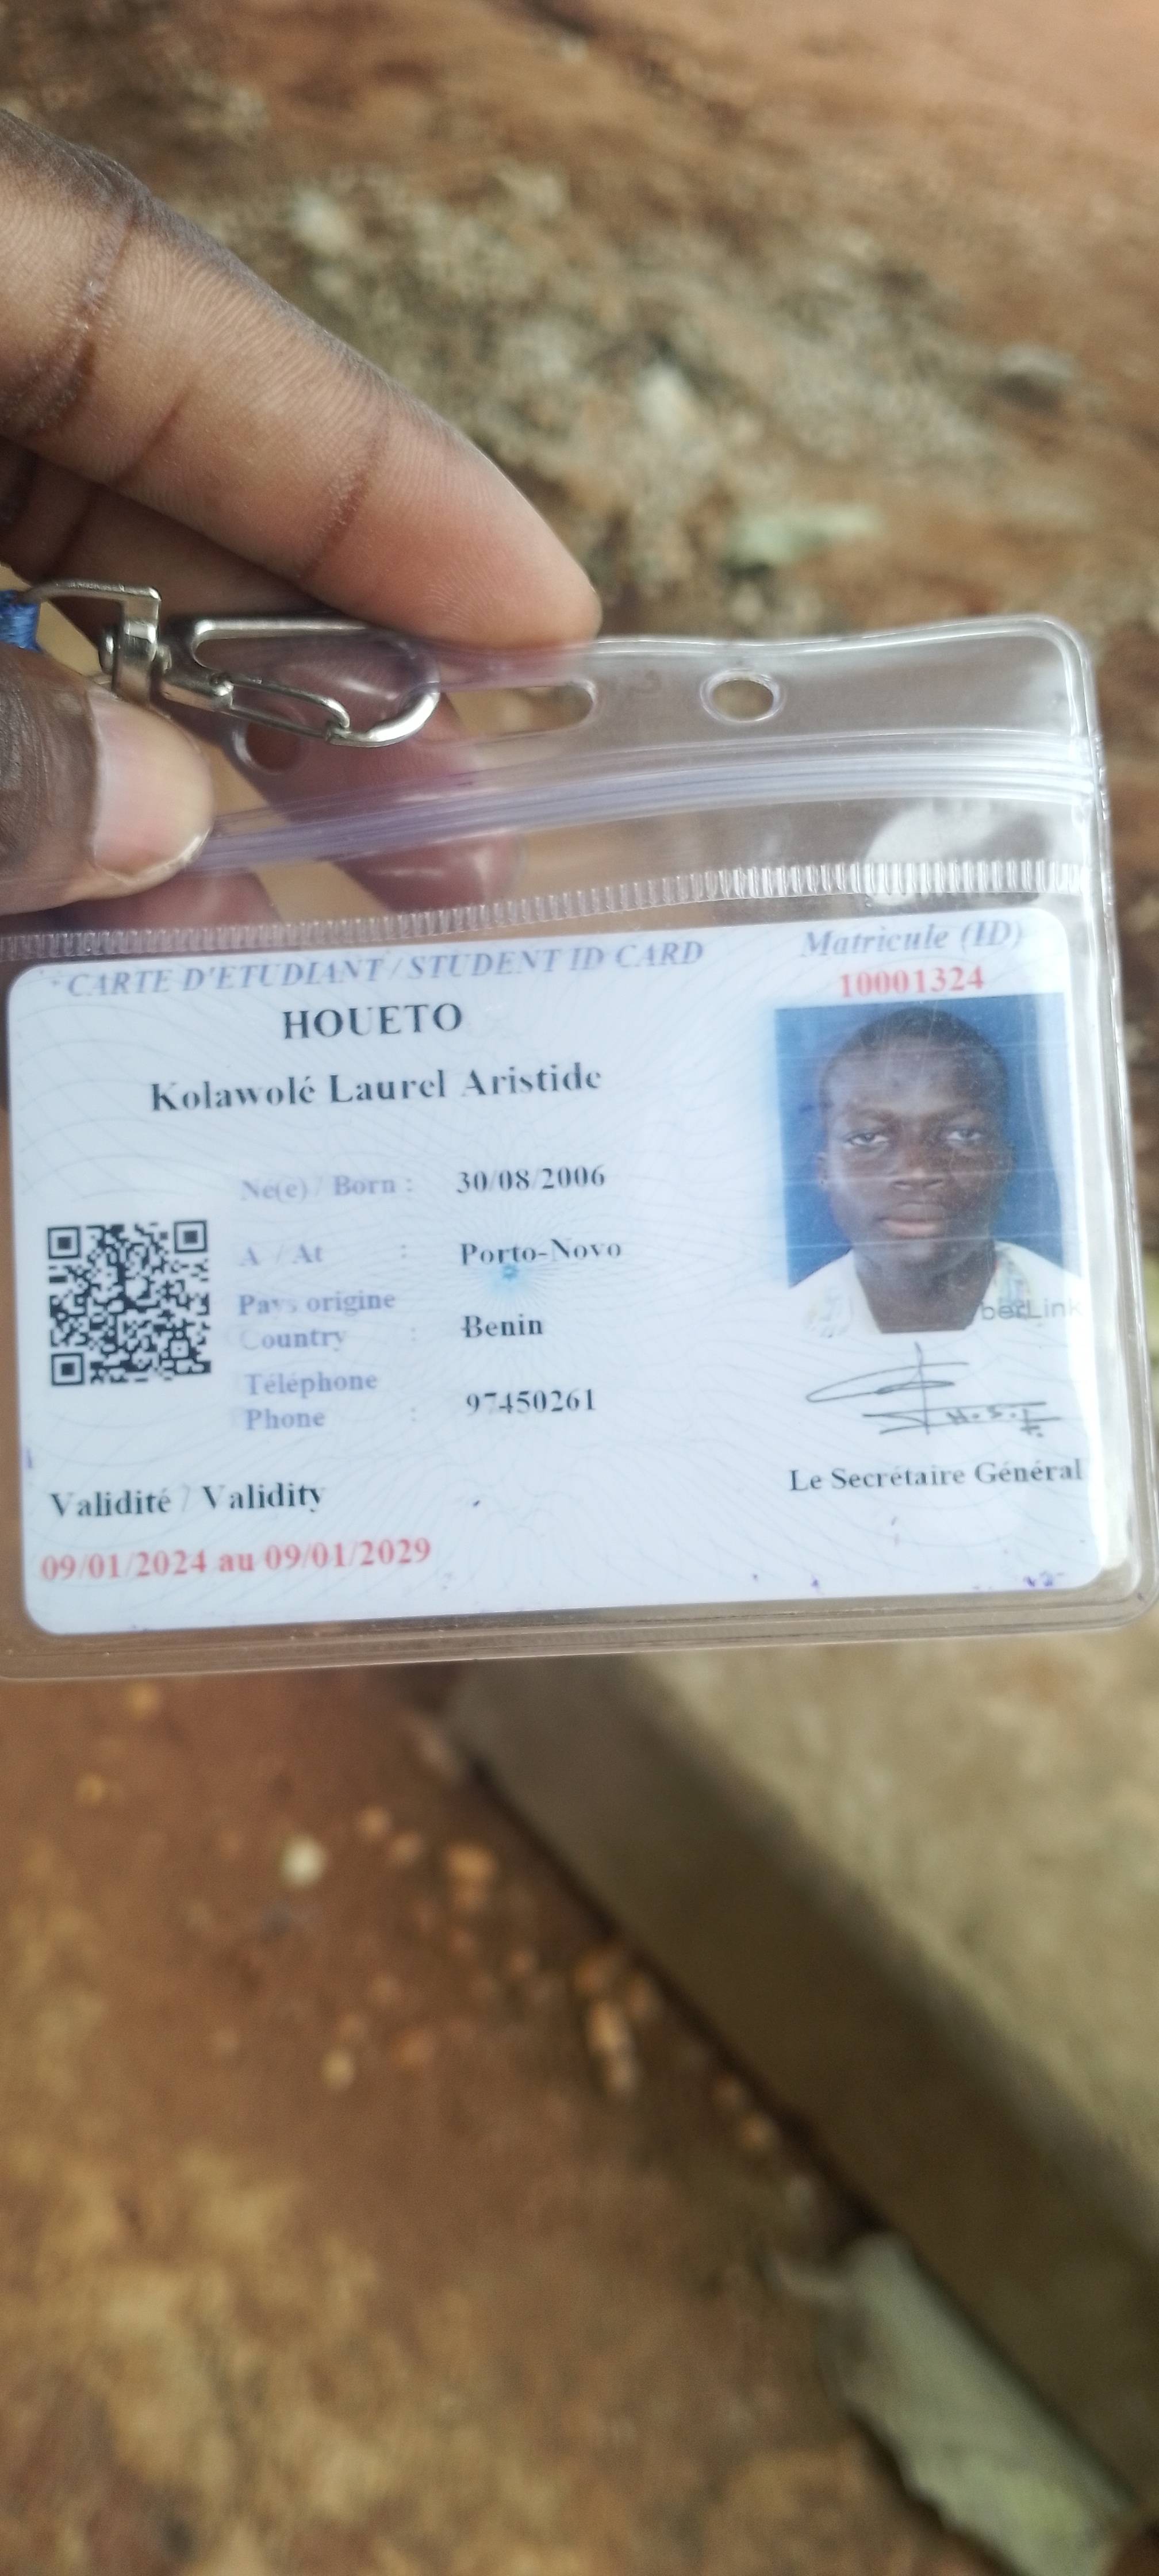 CARTE D'ETUDIANT / STUDENT ID CARD
Matricule (ID)
10001324
HOUETO
Kolawolé Laurel Aristide
Né(e) / Born : 30/08/2006
A / At : Porto-Novo
Pays origine
Country : Benin
Téléphone
Phone : 97450261
berLink
Le Secrétaire Général
Validité / Validity
09/01/2024 au 09/01/2029